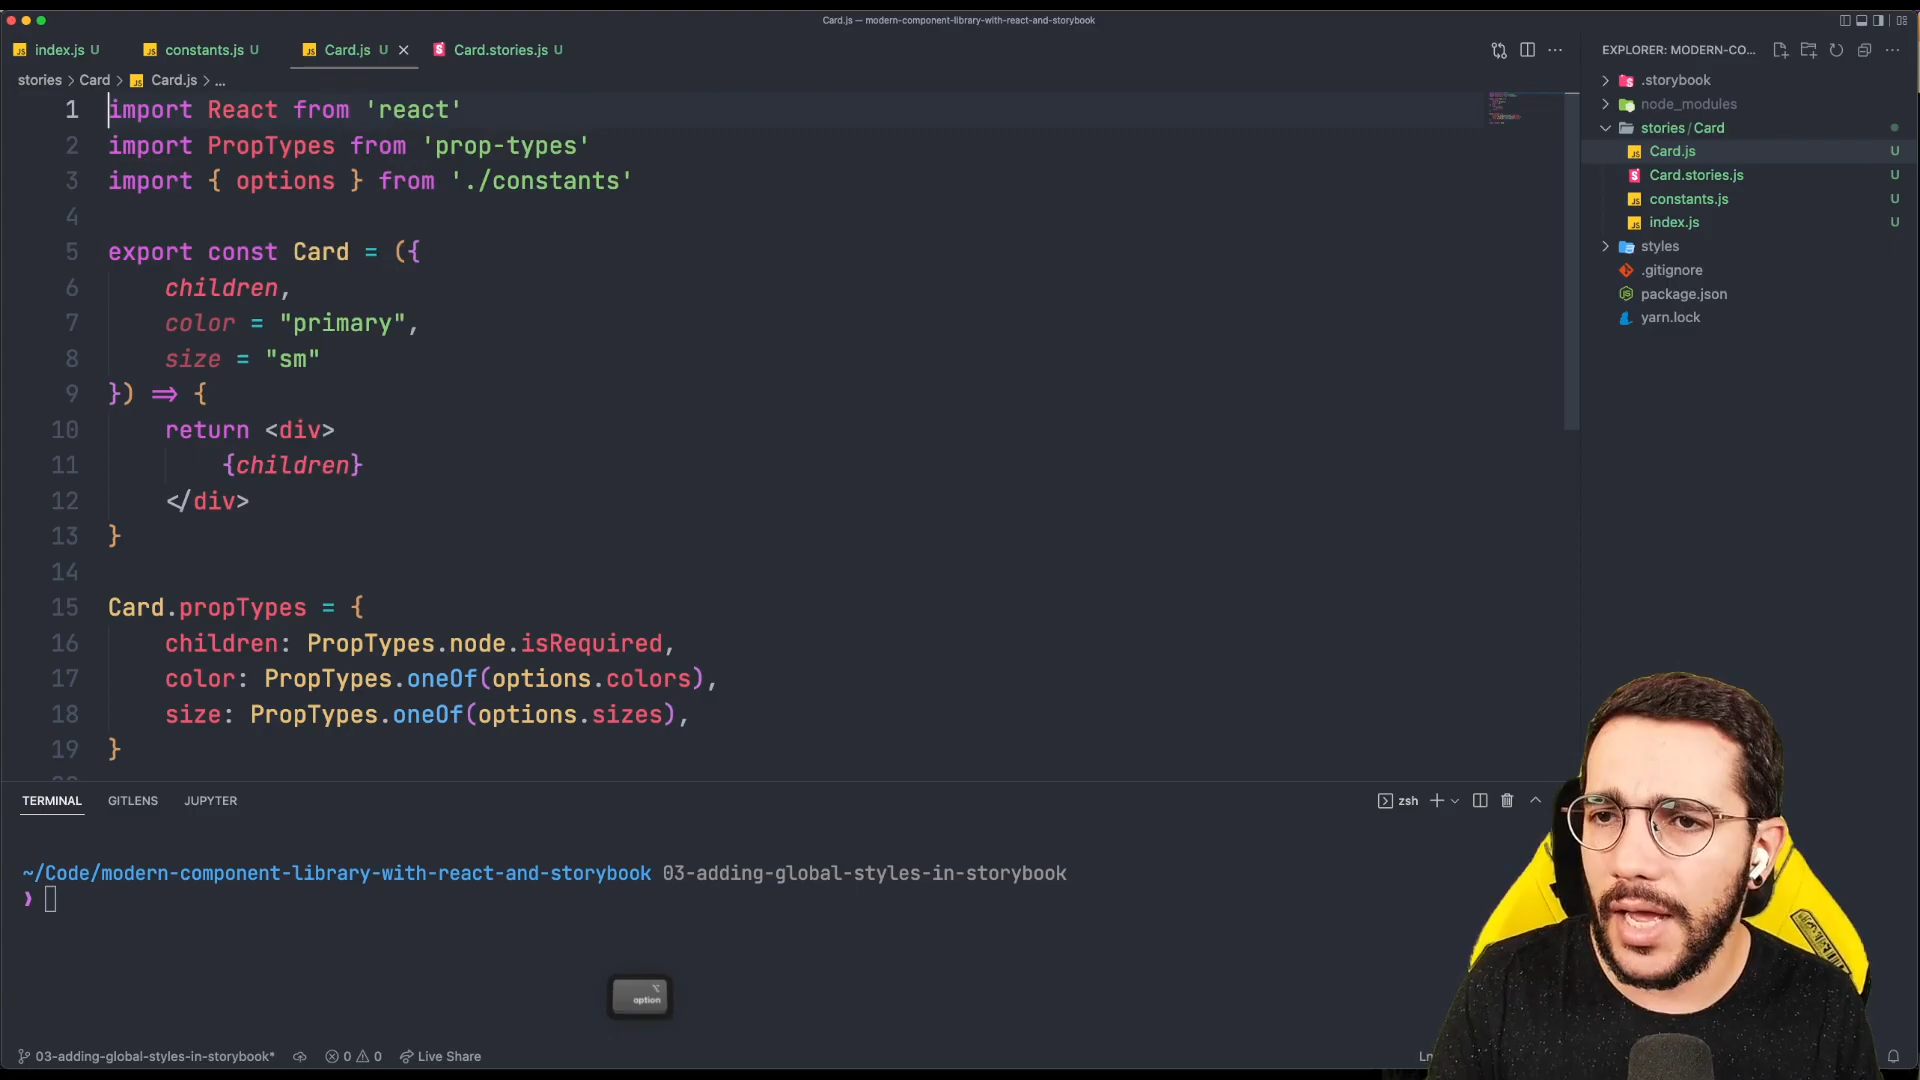 Card.js — modern-component-library-with-react-and-storybook
index.js U
constants.js U
Card.js U
Card.stories.js U
EXPLORER: MODERN-CO...
stories > Card > Card.js > ...
1 import React from 'react'
2 import PropTypes from 'prop-types'
3 import { options } from './constants'
4
5 export const Card = ({
6 children,
7 color = "primary",
8 size = "sm"
9 }) => {
10 return <div>
11 {children}
12 </div>
13 }
14
15 Card.propTypes = {
16 children: PropTypes.node.isRequired,
17 color: PropTypes.oneOf(options.colors),
18 size: PropTypes.oneOf(options.sizes),
19 }
.storybook
node_modules
stories / Card
Card.js U
Card.stories.js U
constants.js U
index.js U
styles
.gitignore
package.json
yarn.lock
TERMINAL GITLENS JUPYTER
zsh
~/Code/modern-component-library-with-react-and-storybook 03-adding-global-styles-in-storybook
❯
option
03-adding-global-styles-in-storybook* 0 0 Live Share